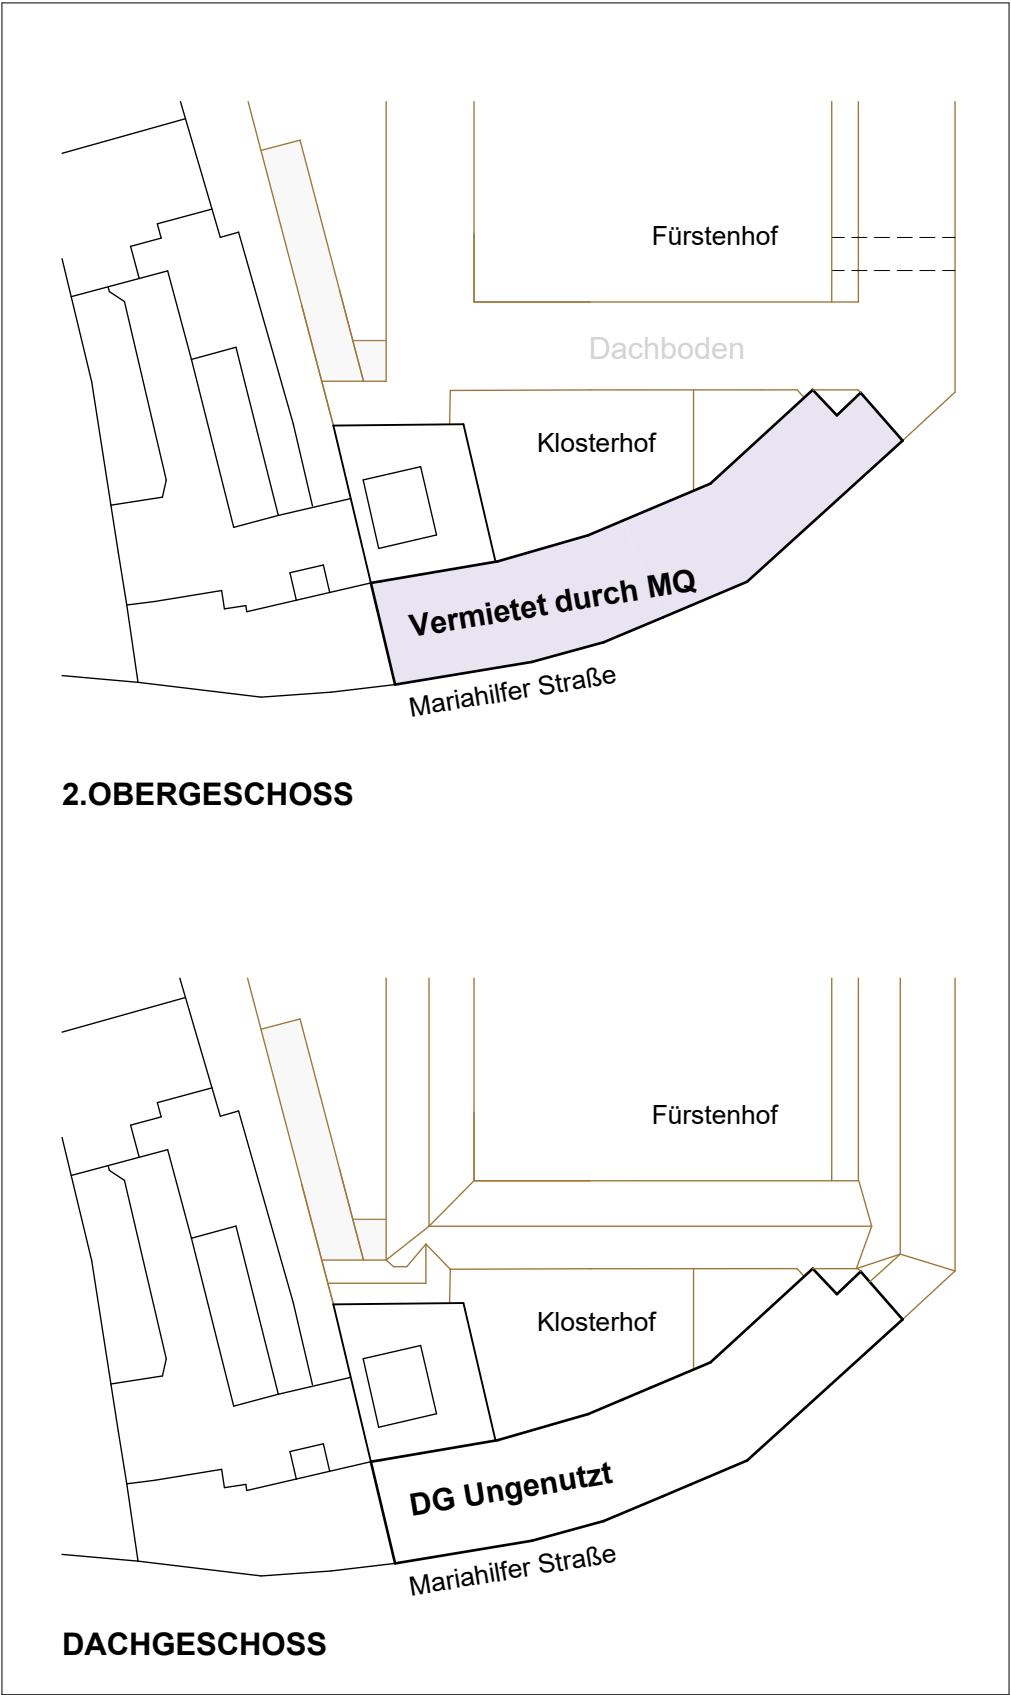 Fürstenhof
Dachboden
Klosterhof
Vermietet durch MQ
Mariahilfer Straße
2.OBERGESCHOSS
Fürstenhof
Klosterhof
DG Ungenutzt
Mariahilfer Straße
DACHGESCHOSS